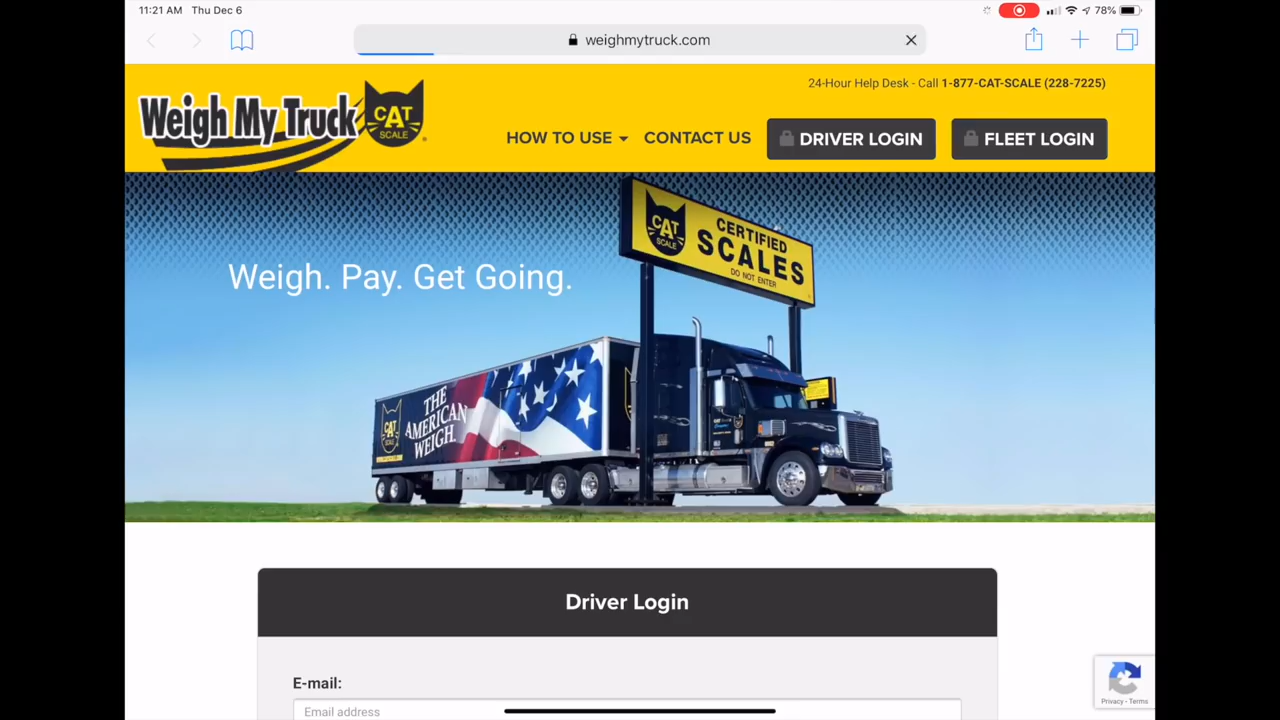 11:21 AM Thu Dec 6
78%
weighmytruck.com
24-Hour Help Desk - Call 1-877-CAT-SCALE (228-7225)
Weigh My Truck
CAT
SCALE
HOW TO USE
CONTACT US
DRIVER LOGIN
FLEET LOGIN
Weigh. Pay. Get Going.
CAT
SCALE
CERTIFIED
SCALES
DO NOT ENTER
CAT
THE
AMERICAN
WEIGH.
Driver Login
E-mail:
Email address
Privacy - Terms